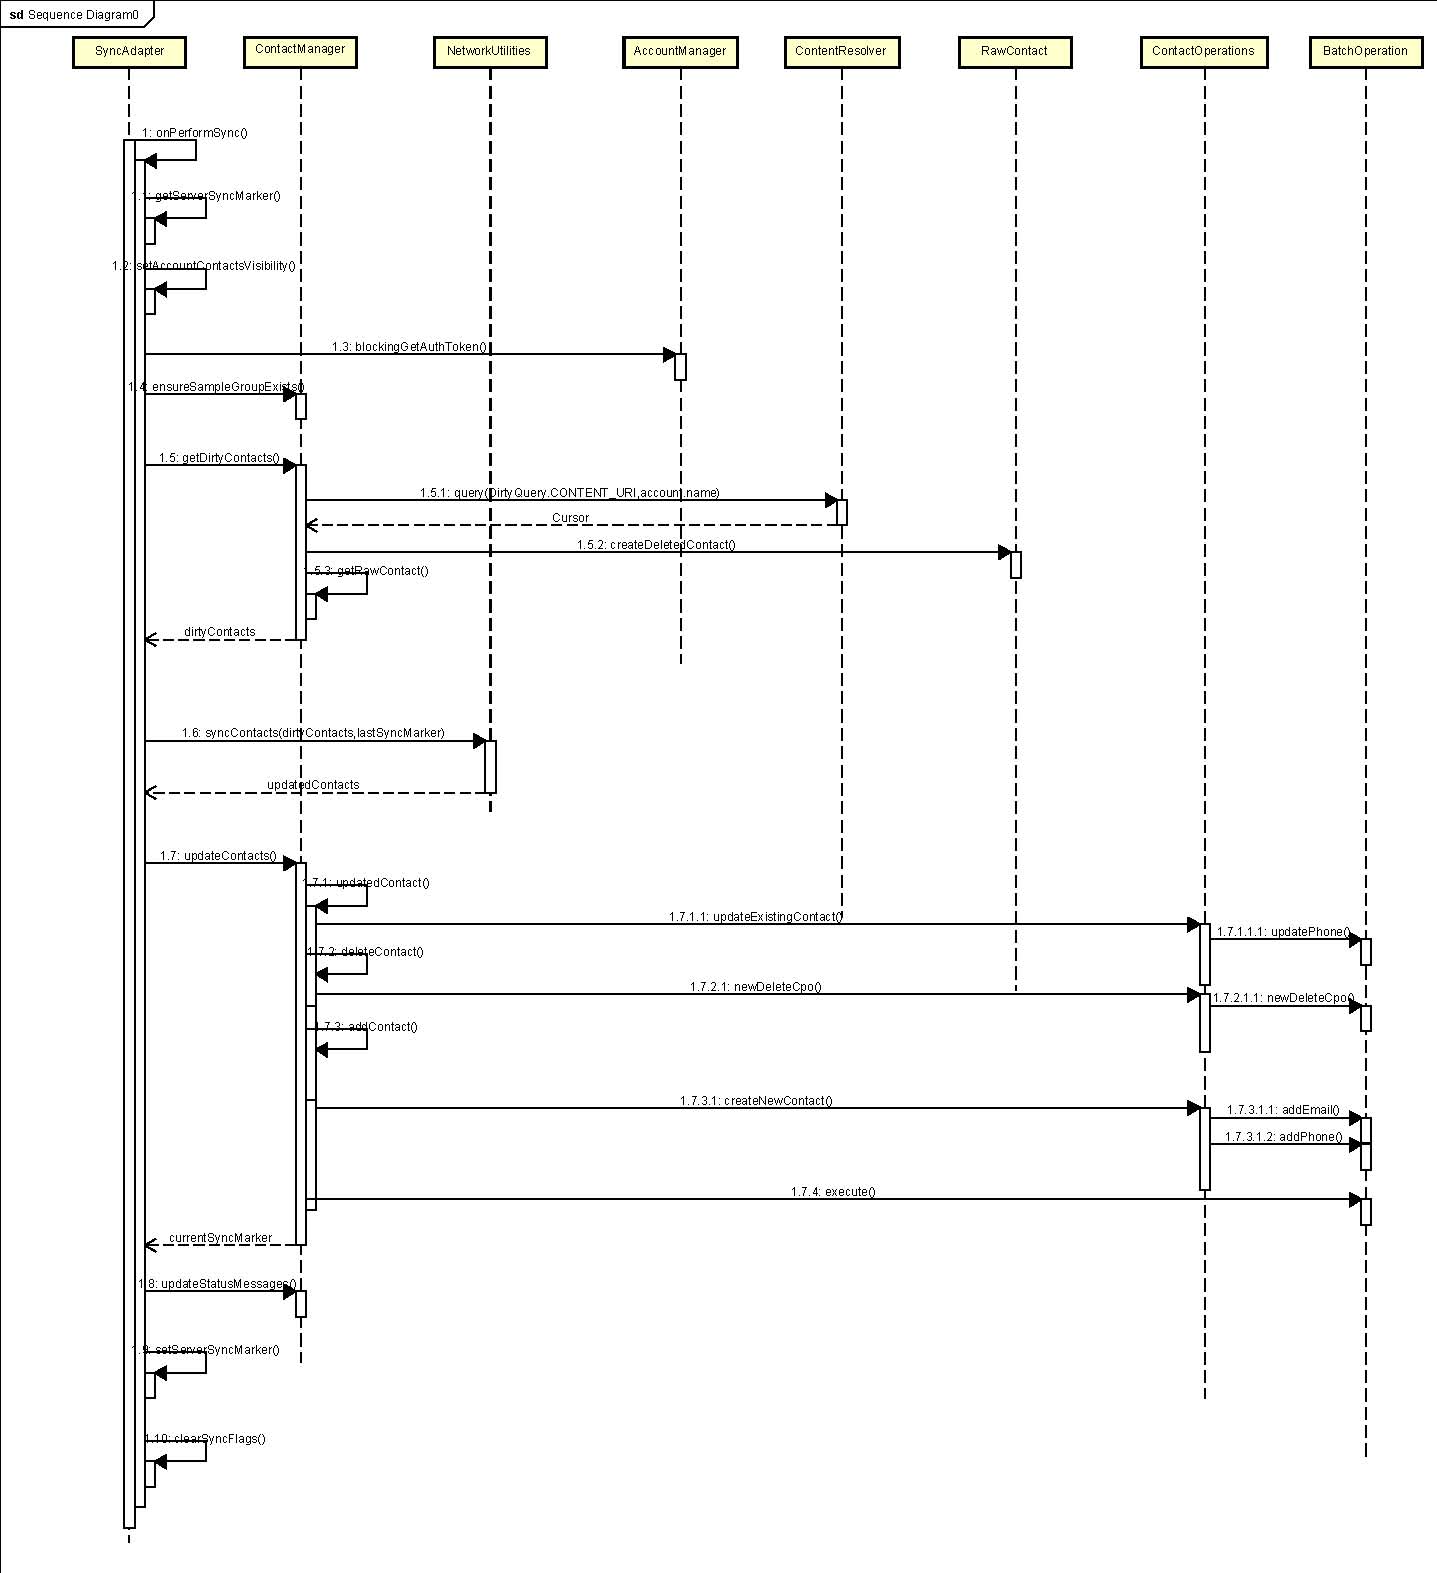 sd Sequence Diagram0
SyncAdapter
ContactManager
NetworkUtilities
AccountManager
ContentResolver
RawContact
ContactOperations
BatchOperation
1: onPerformSync()
1.1: getServerSyncMarker()
1.2: setAccountContactsVisibility()
1.3: blockingGetAuthToken()
1.4: ensureSampleGroupExists()
1.5: getDirtyContacts()
1.5.1: query(DirtyQuery.CONTENT_URI,account.name)
Cursor
1.5.2: createDeletedContact()
1.5.3: getRawContact()
dirtyContacts
1.6: syncContacts(dirtyContacts,lastSyncMarker)
updatedContacts
1.7: updateContacts()
1.7.1: updatedContact()
1.7.1.1: updateExistingContact()
1.7.1.1.1: updatePhone()
1.7.2: deleteContact()
1.7.2.1: newDeleteCpo()
1.7.2.1.1: newDeleteCpo()
1.7.3: addContact()
1.7.3.1: createNewContact()
1.7.3.1.1: addEmail()
1.7.3.1.2: addPhone()
1.7.4: execute()
currentSyncMarker
1.8: updateStatusMessages()
1.9: setServerSyncMarker()
1.10: clearSyncFlags()